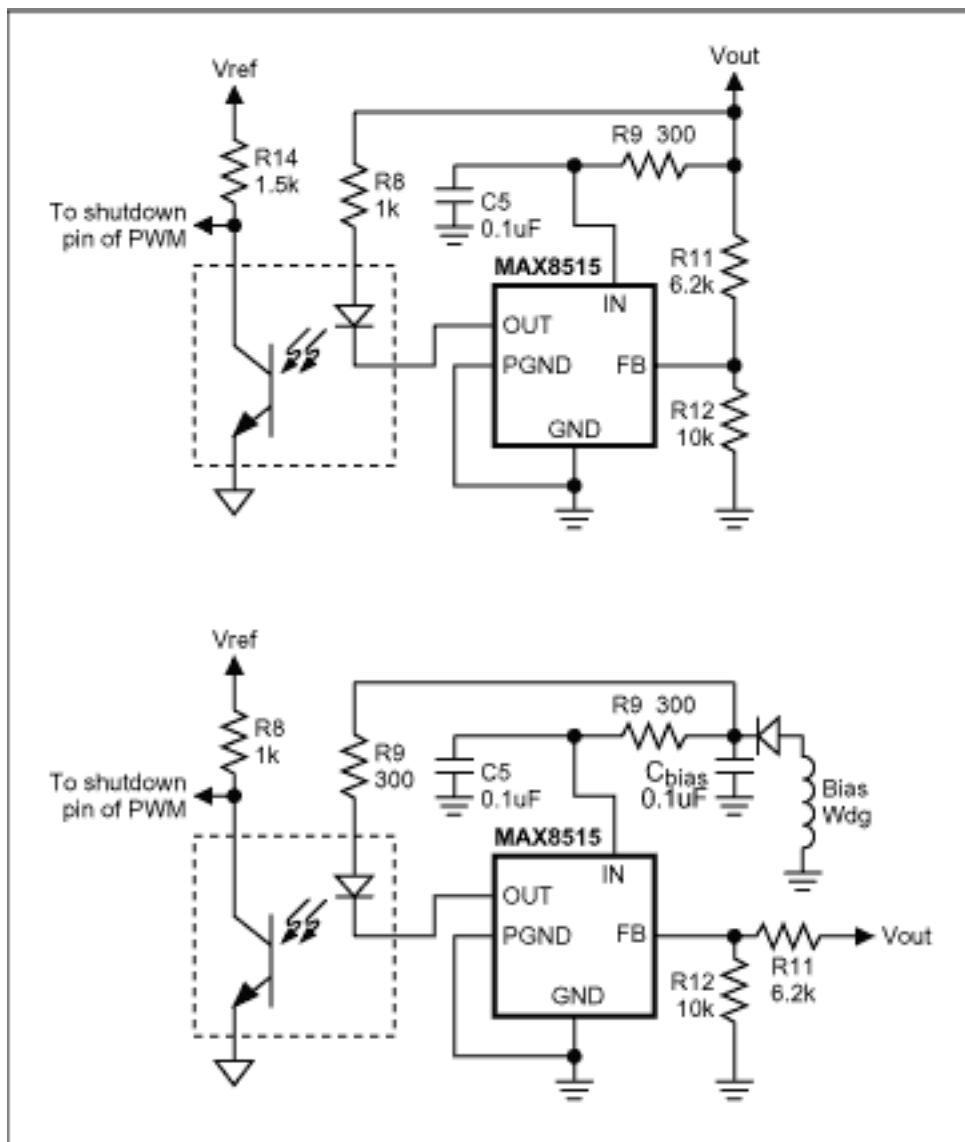 Vref
Vout
R14
1.5k
R8
1k
R9 300
C5
0.1uF
To shutdown
pin of PWM
MAX8515
R11
6.2k
IN
OUT
PGND
FB
GND
R12
10k
Vref
R8
1k
R9
300
R9 300
C5
0.1uF
Cbias
0.1uF
Bias
Wdg
To shutdown
pin of PWM
MAX8515
IN
OUT
PGND
FB
GND
Vout
R11
6.2k
R12
10k